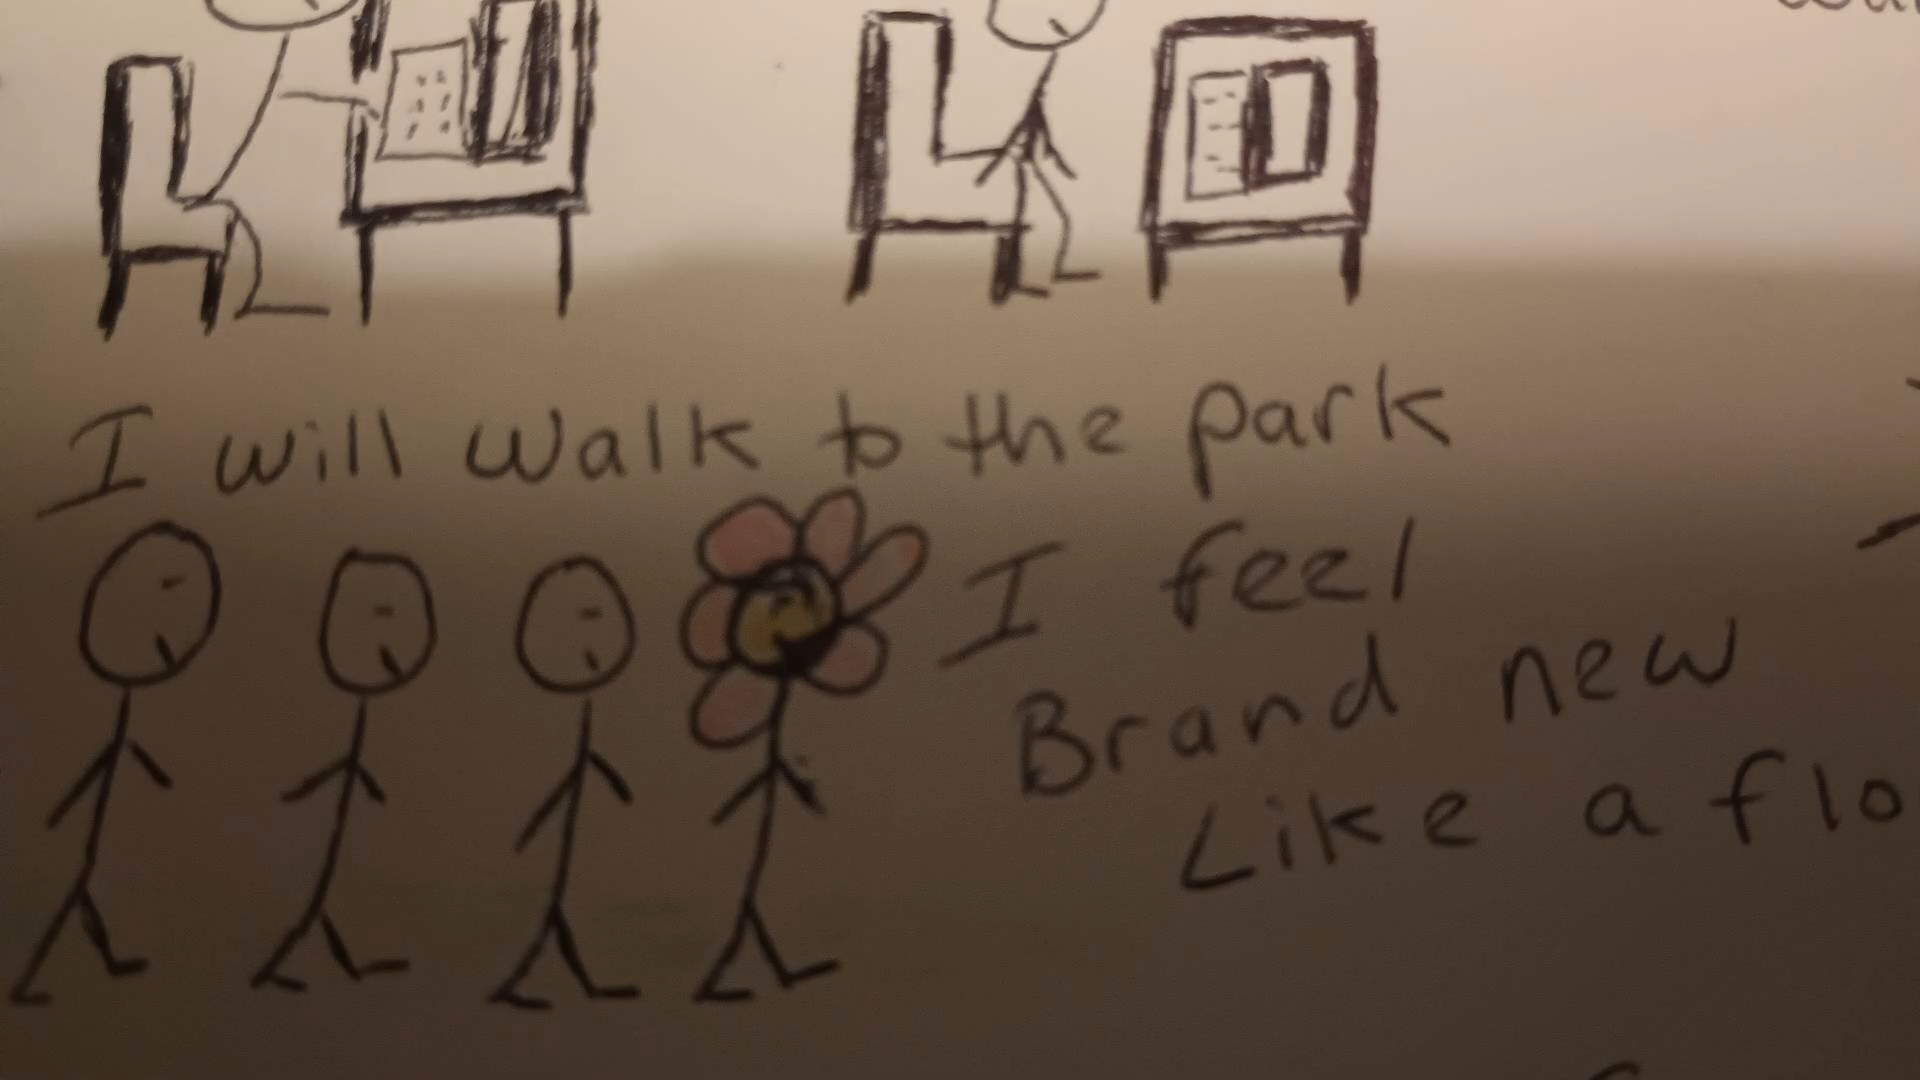 I will walk to the park
I feel
Brand new
Like a flo